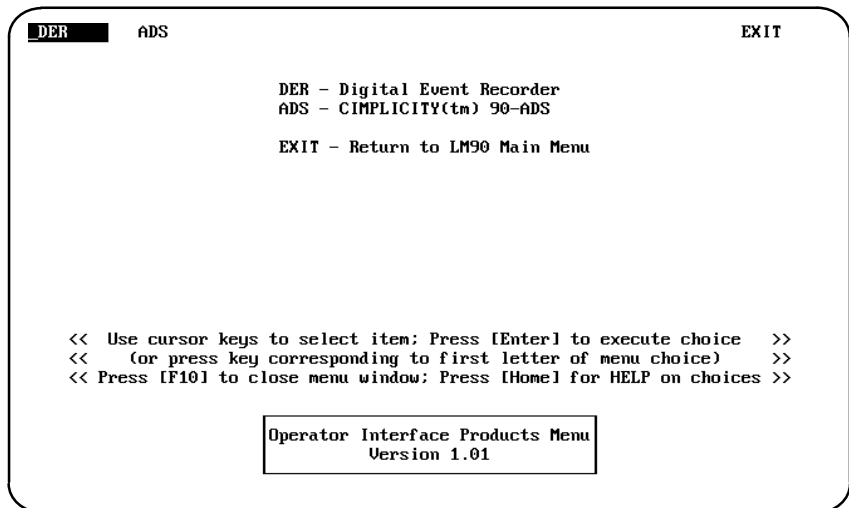 _DER ADS EXIT
DER - Digital Event Recorder
ADS - CIMPLICITY(tm) 90-ADS
EXIT - Return to LM90 Main Menu
<< Use cursor keys to select item; Press [Enter] to execute choice >>
<< (or press key corresponding to first letter of menu choice) >>
<< Press [F10] to close menu window; Press [Home] for HELP on choices >>
Operator Interface Products Menu
Version 1.01